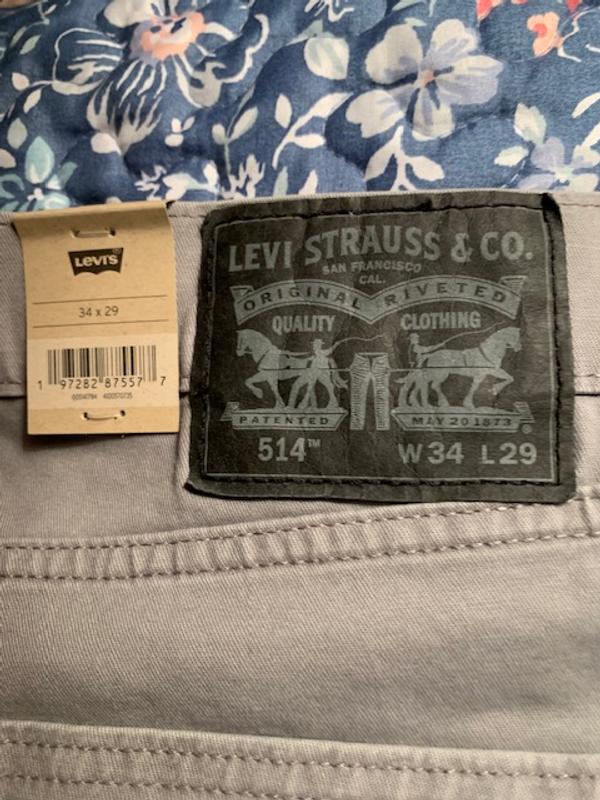 LEVI'S
34 x 29
1 97282 87557 7
LEVI STRAUSS & CO.
SAN FRANCISCO
CAL.
ORIGINAL RIVETED
QUALITY CLOTHING
PATENTED MAY 20 1873
514™ W34 L29